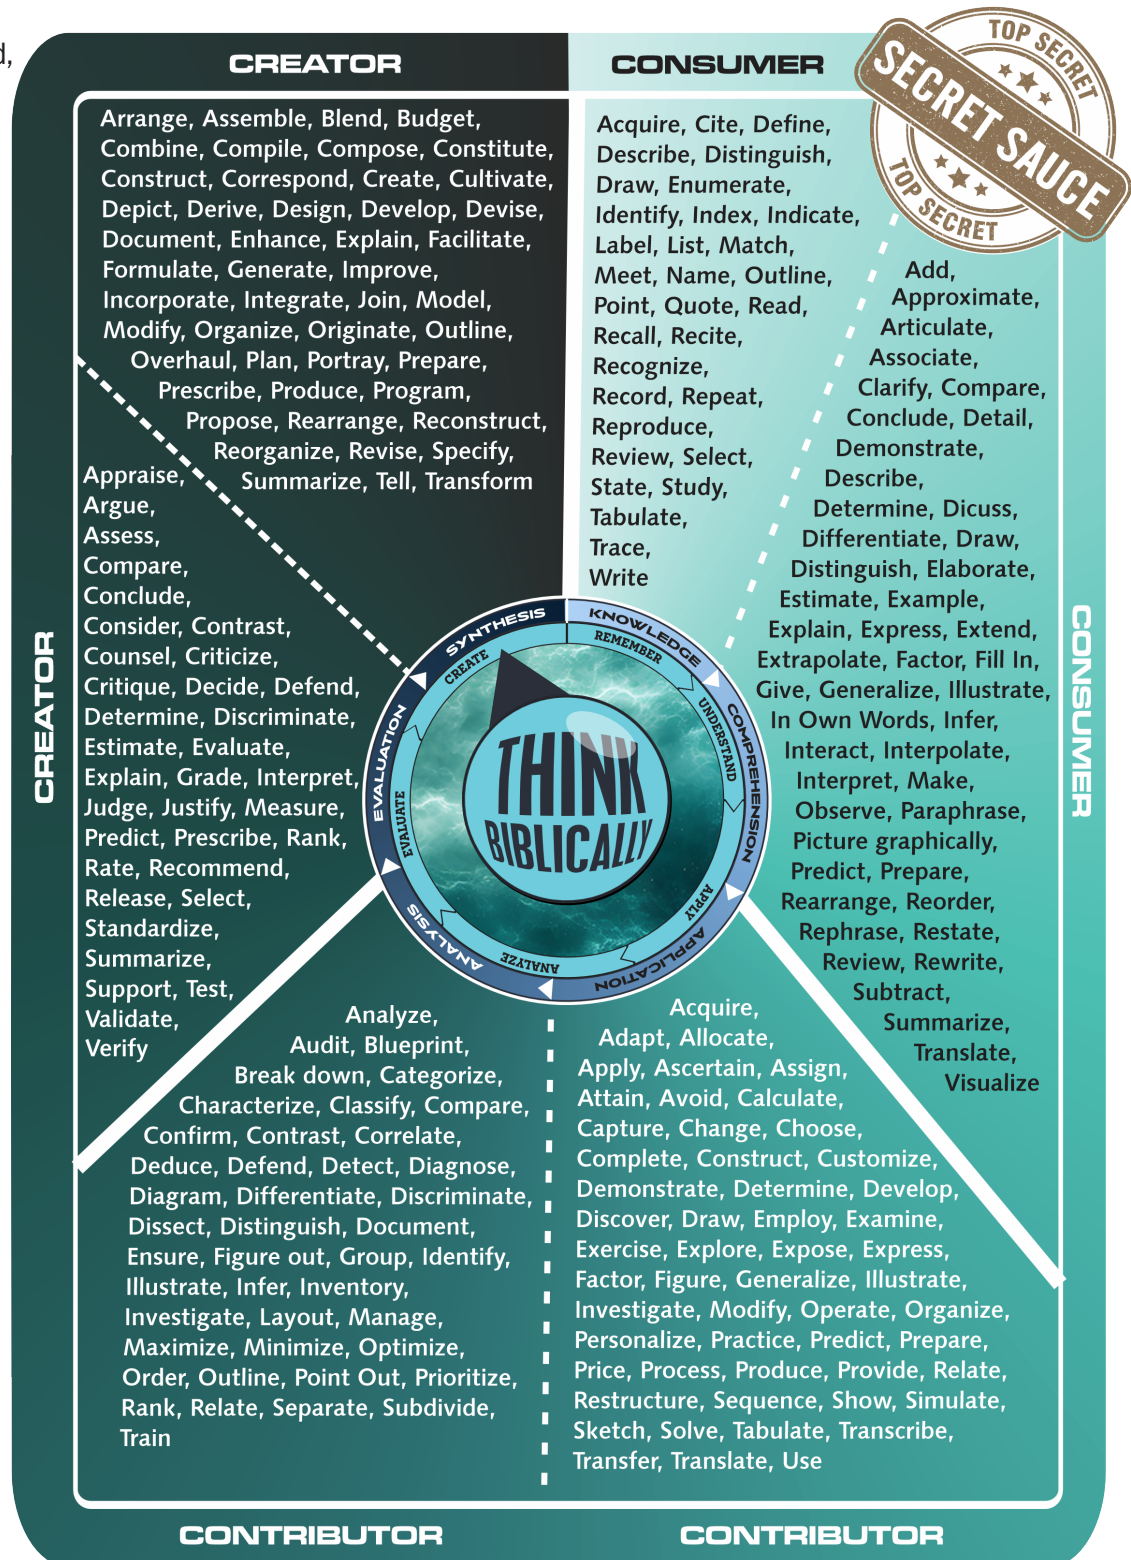 d,
CREATOR
CONSUMER
TOP SECRET
SECRET SAUCE
TOP SECRET
Arrange, Assemble, Blend, Budget,
Combine, Compile, Compose, Constitute,
Construct, Correspond, Create, Cultivate,
Depict, Derive, Design, Develop, Devise,
Document, Enhance, Explain, Facilitate,
Formulate, Generate, Improve,
Incorporate, Integrate, Join, Model,
Modify, Organize, Originate, Outline,
Overhaul, Plan, Portray, Prepare,
Prescribe, Produce, Program,
Propose, Rearrange, Reconstruct,
Reorganize, Revise, Specify,
Summarize, Tell, Transform
Acquire, Cite, Define,
Describe, Distinguish,
Draw, Enumerate,
Identify, Index, Indicate,
Label, List, Match,
Meet, Name, Outline,
Point, Quote, Read,
Recall, Recite,
Recognize,
Record, Repeat,
Reproduce,
Review, Select,
State, Study,
Tabulate,
Trace,
Write
Add,
Approximate,
Articulate,
Associate,
Clarify, Compare,
Conclude, Detail,
Demonstrate,
Describe,
Determine, Dicuss,
Differentiate, Draw,
Distinguish, Elaborate,
Estimate, Example,
Explain, Express, Extend,
Extrapolate, Factor, Fill In,
Give, Generalize, Illustrate,
In Own Words, Infer,
Interact, Interpolate,
Interpret, Make,
Observe, Paraphrase,
Picture graphically,
Predict, Prepare,
Rearrange, Reorder,
Rephrase, Restate,
Review, Rewrite,
Subtract,
Summarize,
Translate,
Visualize
CONSUMER
CREATOR
Appraise,
Argue,
Assess,
Compare,
Conclude,
Consider, Contrast,
Counsel, Criticize,
Critique, Decide, Defend,
Determine, Discriminate,
Estimate, Evaluate,
Explain, Grade, Interpret,
Judge, Justify, Measure,
Predict, Prescribe, Rank,
Rate, Recommend,
Release, Select,
Standardize,
Summarize,
Support, Test,
Validate,
Verify
SYNTHESIS
KNOWLEDGE
COMPREHENSION
APPLICATION
ANALYSIS
EVALUATION
CREATE
REMEMBER
UNDERSTAND
APPLY
ANALYZE
EVALUATE
THINK
BIBLICALLY
Analyze,
Audit, Blueprint,
Break down, Categorize,
Characterize, Classify, Compare,
Confirm, Contrast, Correlate,
Deduce, Defend, Detect, Diagnose,
Diagram, Differentiate, Discriminate,
Dissect, Distinguish, Document,
Ensure, Figure out, Group, Identify,
Illustrate, Infer, Inventory,
Investigate, Layout, Manage,
Maximize, Minimize, Optimize,
Order, Outline, Point Out, Prioritize,
Rank, Relate, Separate, Subdivide,
Train
Acquire,
Adapt, Allocate,
Apply, Ascertain, Assign,
Attain, Avoid, Calculate,
Capture, Change, Choose,
Complete, Construct, Customize,
Demonstrate, Determine, Develop,
Discover, Draw, Employ, Examine,
Exercise, Explore, Expose, Express,
Factor, Figure, Generalize, Illustrate,
Investigate, Modify, Operate, Organize,
Personalize, Practice, Predict, Prepare,
Price, Process, Produce, Provide, Relate,
Restructure, Sequence, Show, Simulate,
Sketch, Solve, Tabulate, Transcribe,
Transfer, Translate, Use
CONTRIBUTOR
CONTRIBUTOR